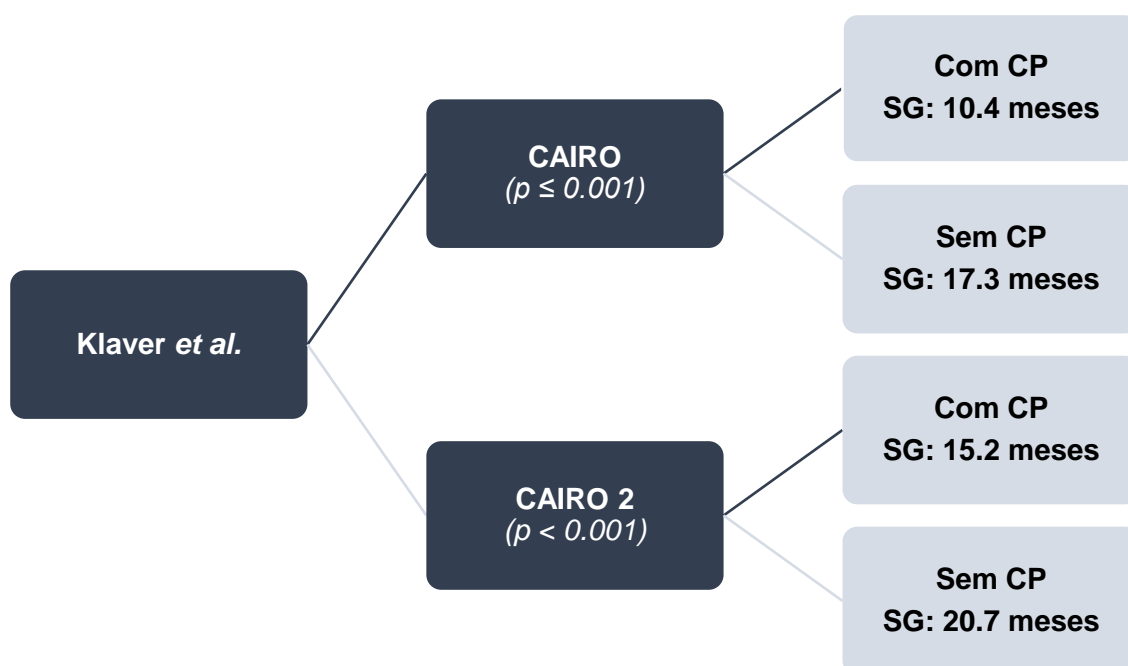 Klaver et al.
CAIRO
(p ≤ 0.001)
Com CP
SG: 10.4 meses
Sem CP
SG: 17.3 meses
CAIRO 2
(p < 0.001)
Com CP
SG: 15.2 meses
Sem CP
SG: 20.7 meses